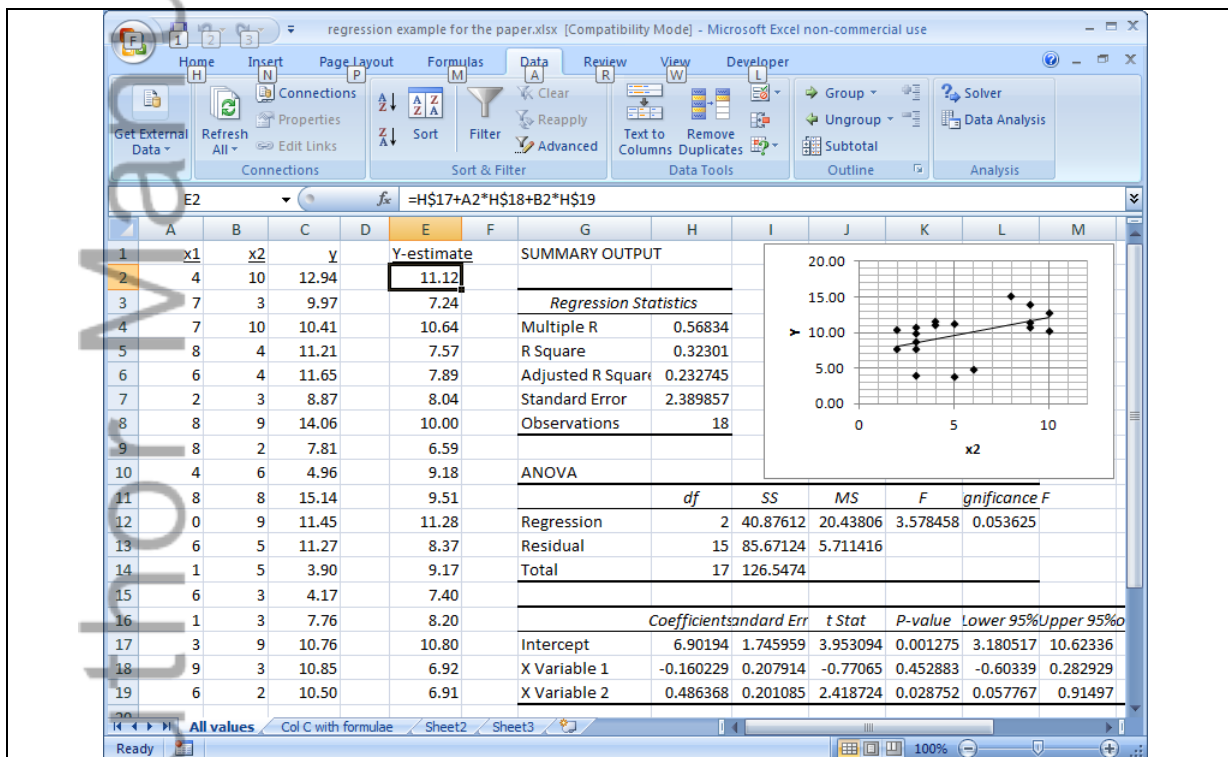 regression example for the paper.xlsx [Compatibility Mode] - Microsoft Excel non-commercial use
F 1 2 3
Home Insert Page Layout Formulas Data Review View Developer
H N P M A R W L
Get External Data
Refresh All
Connections
Properties
Edit Links
Connections
Sort
Filter
Clear
Reapply
Advanced
Sort & Filter
Text to Columns
Remove Duplicates
Data Tools
Group
Ungroup
Subtotal
Outline
Solver
Data Analysis
Analysis
E2 fx =H$17+A2*H$18+B2*H$19
A B C D E F G H I J K L M
1 x1 x2 y Y-estimate SUMMARY OUTPUT
2 4 10 12.94 11.12
3 7 3 9.97 7.24 Regression Statistics
4 7 10 10.41 10.64 Multiple R 0.56834
5 8 4 11.21 7.57 R Square 0.32301
6 6 4 11.65 7.89 Adjusted R Square 0.232745
7 2 3 8.87 8.04 Standard Error 2.389857
8 8 9 14.06 10.00 Observations 18
9 8 2 7.81 6.59
10 4 6 4.96 9.18 ANOVA
11 8 8 15.14 9.51 df SS MS F gnificance F
12 0 9 11.45 11.28 Regression 2 40.87612 20.43806 3.578458 0.053625
13 6 5 11.27 8.37 Residual 15 85.67124 5.711416
14 1 5 3.90 9.17 Total 17 126.5474
15 6 3 4.17 7.40
16 1 3 7.76 8.20 Coefficients andard Err t Stat P-value Lower 95% Upper 95%
17 3 9 10.76 10.80 Intercept 6.90194 1.745959 3.953094 0.001275 3.180517 10.62336
18 9 3 10.85 6.92 X Variable 1 -0.160229 0.207914 -0.77065 0.452883 -0.60339 0.282929
19 6 2 10.50 6.91 X Variable 2 0.486368 0.201085 2.418724 0.028752 0.057767 0.91497
20.00
15.00
10.00
5.00
0.00
Y
0 5 10
x2
All values Col C with formulae Sheet2 Sheet3
Ready 100%
thor Man